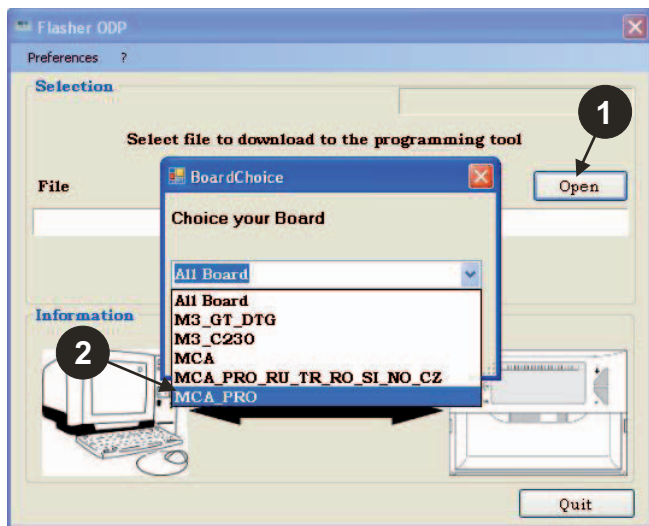 Flasher ODP
Preferences ?
Selection
1
Select file to download to the programming tool
File
Open
BoardChoice
Choice your Board
All Board
All Board
M3_GT_DTG
M3_C230
MCA
MCA_PRO_RU_TR_RO_SI_NO_CZ
MCA_PRO
Information
2
Quit